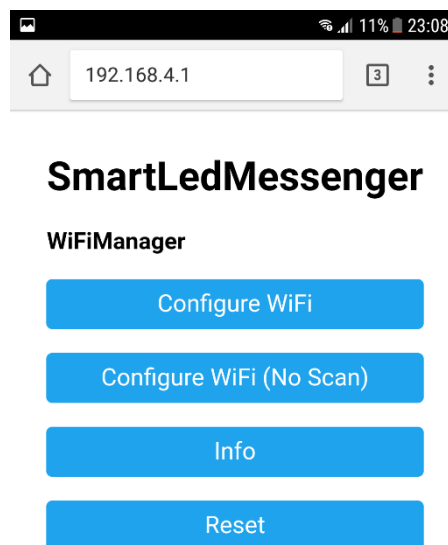 11% 23:08
192.168.4.1 3
SmartLedMessenger
WiFiManager
Configure WiFi
Configure WiFi (No Scan)
Info
Reset